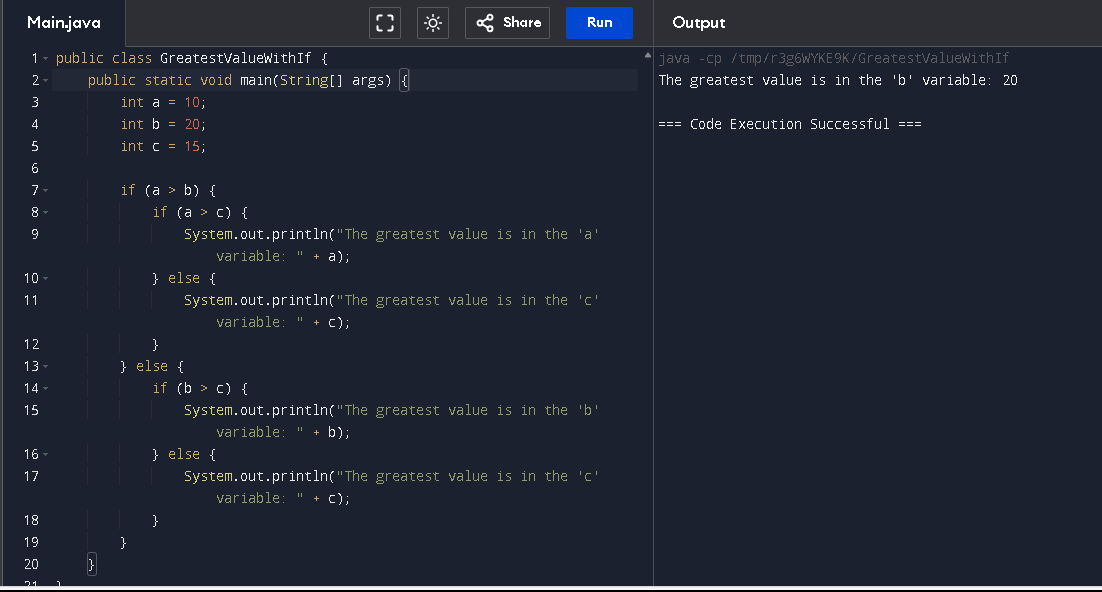 Main.java
Share
Run
Output
1 public class GreatestValueWithIf {
2     public static void main(String[] args) {
3         int a = 10;
4         int b = 20;
5         int c = 15;
6
7         if (a > b) {
8             if (a > c) {
9                 System.out.println("The greatest value is in the 'a'
                    variable: " + a);
10             } else {
11                 System.out.println("The greatest value is in the 'c'
                    variable: " + c);
12             }
13         } else {
14             if (b > c) {
15                 System.out.println("The greatest value is in the 'b'
                    variable: " + b);
16             } else {
17                 System.out.println("The greatest value is in the 'c'
                    variable: " + c);
18             }
19         }
20     }
21 }
java -cp /tmp/r3g6WYKE9K/GreatestValueWithIf
The greatest value is in the 'b' variable: 20
=== Code Execution Successful ===